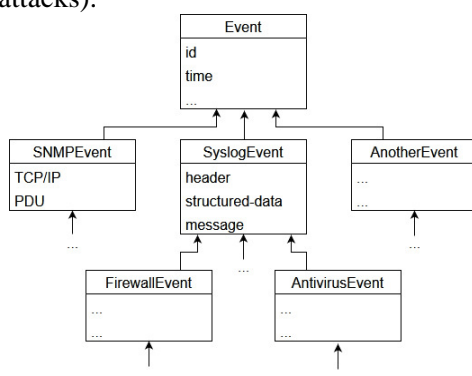 attacks).
Event
id
time
...
SNMPEvent
TCP/IP
PDU
...
SyslogEvent
header
structured-data
message
...
AnotherEvent
...
...
...
FirewallEvent
...
...
AntivirusEvent
...
...